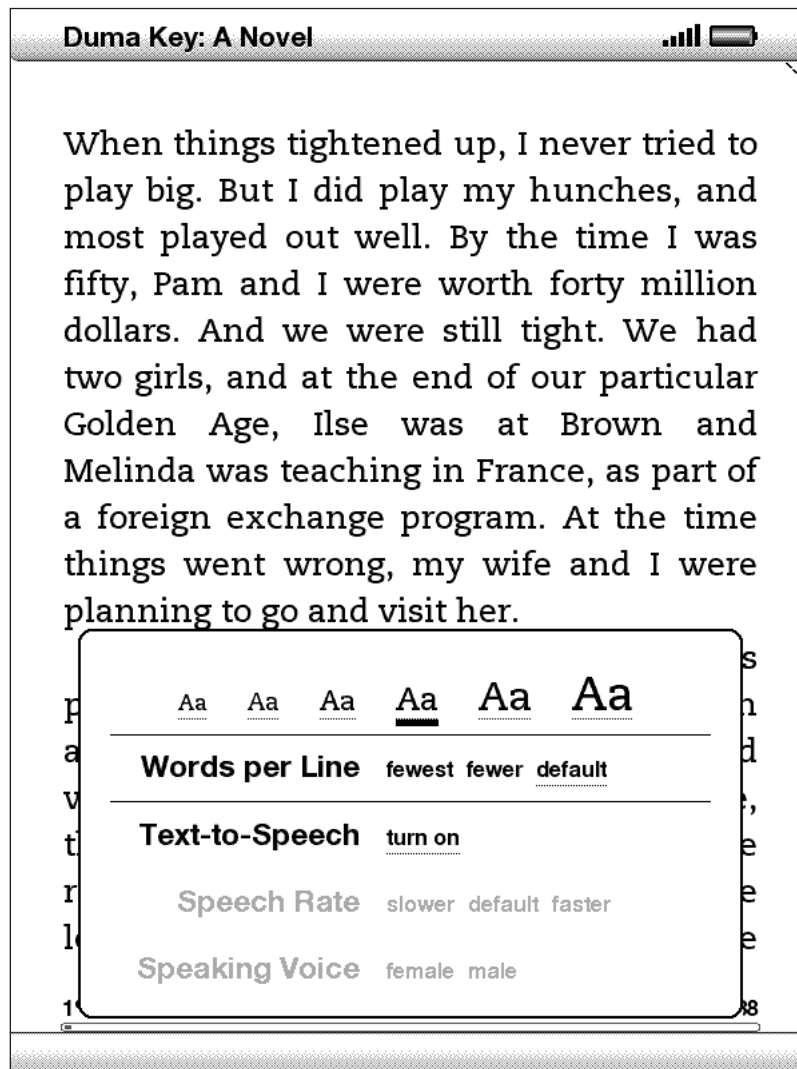 Duma Key: A Novel
When things tightened up, I never tried to
play big. But I did play my hunches, and
most played out well. By the time I was
fifty, Pam and I were worth forty million
dollars. And we were still tight. We had
two girls, and at the end of our particular
Golden Age, Ilse was at Brown and
Melinda was teaching in France, as part of
a foreign exchange program. At the time
things went wrong, my wife and I were
planning to go and visit her.
Aa Aa Aa Aa Aa Aa
Words per Line fewest fewer default
Text-to-Speech turn on
Speech Rate slower default faster
Speaking Voice female male